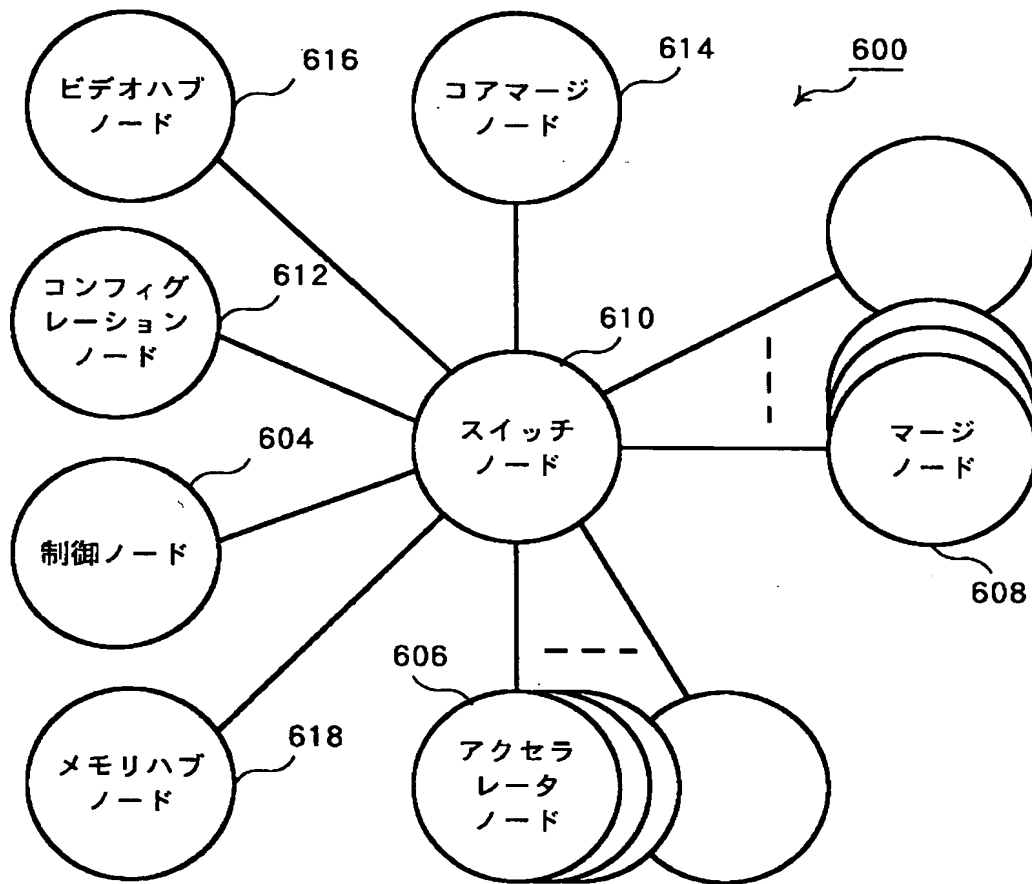 ビデオハブ
ノード
616
コアマージ
ノード
614
600
コンフィグ
レーション
ノード
612
スイッチ
ノード
610
マージ
ノード
608
制御ノード
604
メモリハブ
ノード
618
アクセラ
レータ
ノード
606